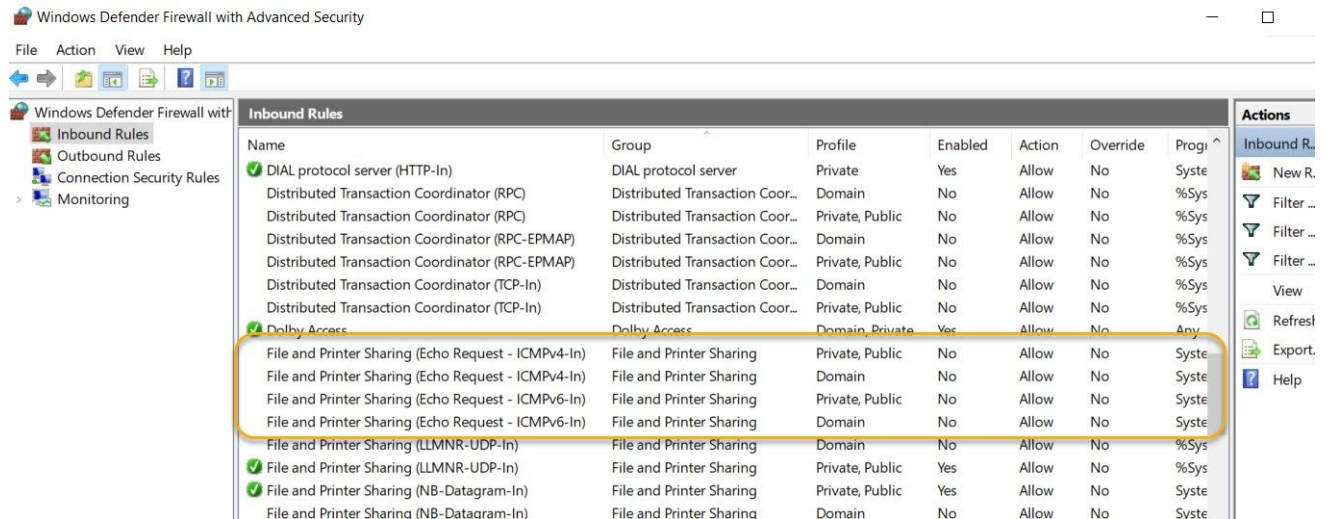 Windows Defender Firewall with Advanced Security
File Action View Help
Windows Defender Firewall with
Inbound Rules
Outbound Rules
Connection Security Rules
Monitoring
Inbound Rules
Name Group Profile Enabled Action Override Progr
DIAL protocol server (HTTP-In) DIAL protocol server Private Yes Allow No Syste
Distributed Transaction Coordinator (RPC) Distributed Transaction Coor... Domain No Allow No %Sys
Distributed Transaction Coordinator (RPC) Distributed Transaction Coor... Private, Public No Allow No %Sys
Distributed Transaction Coordinator (RPC-EPMAP) Distributed Transaction Coor... Domain No Allow No %Sys
Distributed Transaction Coordinator (RPC-EPMAP) Distributed Transaction Coor... Private, Public No Allow No %Sys
Distributed Transaction Coordinator (TCP-In) Distributed Transaction Coor... Domain No Allow No %Sys
Distributed Transaction Coordinator (TCP-In) Distributed Transaction Coor... Private, Public No Allow No %Sys
Dolby Access Dolby Access Domain, Private Yes Allow No Any
File and Printer Sharing (Echo Request - ICMPv4-In) File and Printer Sharing Private, Public No Allow No Syste
File and Printer Sharing (Echo Request - ICMPv4-In) File and Printer Sharing Domain No Allow No Syste
File and Printer Sharing (Echo Request - ICMPv6-In) File and Printer Sharing Private, Public No Allow No Syste
File and Printer Sharing (Echo Request - ICMPv6-In) File and Printer Sharing Domain No Allow No Syste
File and Printer Sharing (LLMNR-UDP-In) File and Printer Sharing Domain No Allow No %Sys
File and Printer Sharing (LLMNR-UDP-In) File and Printer Sharing Private, Public Yes Allow No %Sys
File and Printer Sharing (NB-Datagram-In) File and Printer Sharing Private, Public Yes Allow No Syste
File and Printer Sharing (NB-Datagram-In) File and Printer Sharing Domain No Allow No Syste
Actions
Inbound R...
New R.
Filter ...
Filter ...
Filter ...
View
Refresh
Export.
Help